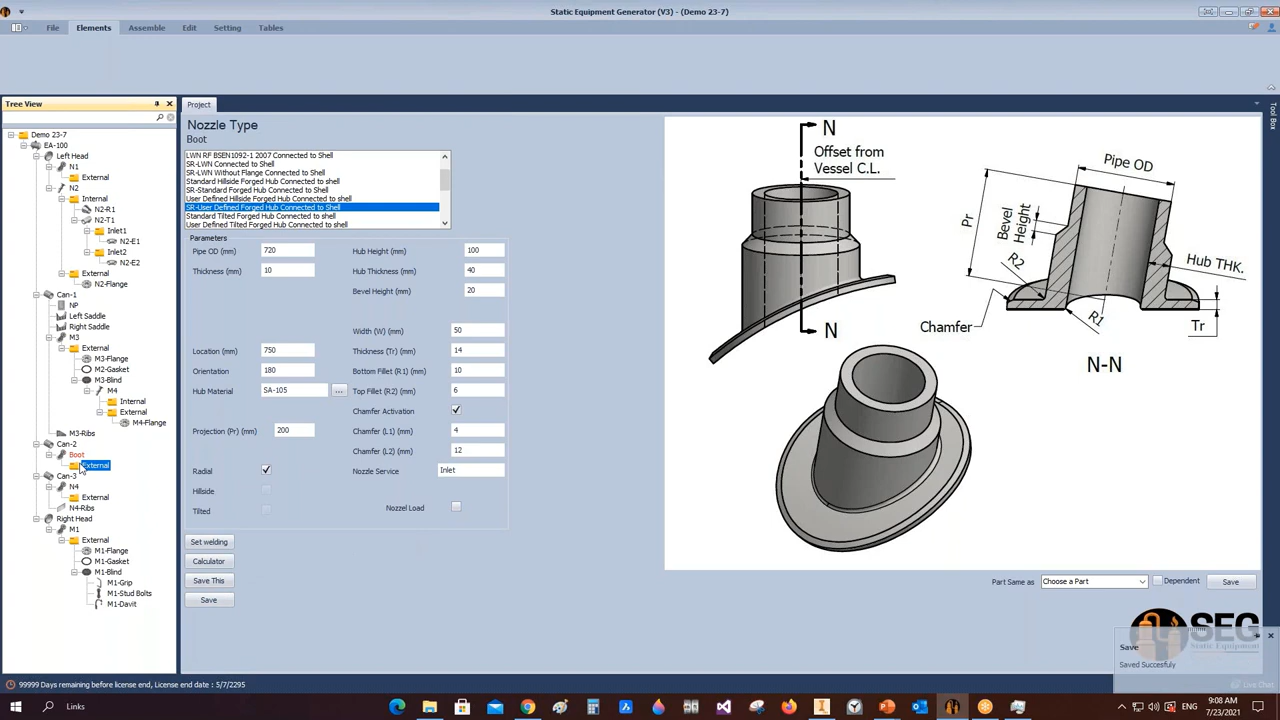 Static Equipment Generator (V3) - (Demo 23-7)
File Elements Assemble Edit Setting Tables
Tree View
Project
Tool Box
Demo 23-7
EA-100
Left Head
N1
External
N2
Internal
N2-R1
N2-T1
Inlet1
N2-E1
Inlet2
N2-E2
External
N2-Flange
Can-1
NP
Left Saddle
Right Saddle
M3
External
M3-Flange
M2-Gasket
M3-Blind
M4
Internal
External
M4-Flange
M3-Ribs
Can-2
Boot
External
Can-3
N4
External
N4-Ribs
Right Head
M1
External
M1-Flange
M1-Gasket
M1-Blind
M1-Grip
M1-Stud Bolts
M1-Davit
Nozzle Type
Boot
LWN RF BSEN1092-1 2007 Connected to Shell
SR-LWN Connected to Shell
SR-LWN Without Flange Connected to Shell
Standard Hillside Forged Hub Connected to Shell
SR-Standard Forged Hub Connected to Shell
User Defined Hillside Forged Hub Connected to shell
SR-User Defined Forged Hub Connected to Shell
Standard Tilted Forged Hub Connected to Shell
User Defined Tilted Forged Hub Connected to shell
Parameters
Pipe OD (mm) 720 Hub Height (mm) 100
Thickness (mm) 10 Hub Thickness (mm) 40
Bevel Height (mm) 20
Width (W) (mm) 50
Location (mm) 750 Thickness (Tr) (mm) 14
Orientation 180 Bottom Fillet (R1) (mm) 10
Hub Material SA-105 ... Top Fillet (R2) (mm) 6
Chamfer Activation
Projection (Pr) (mm) 200 Chamfer (L1) (mm) 4
Chamfer (L2) (mm) 12
Radial Nozzle Service Inlet
Hillside
Tilted Nozzel Load
Set welding
Calculator
Save This
Save
N
Offset from
Vessel C.L.
N
Pipe OD
Pr
Bevel
Height
R2
Hub THK.
Chamfer
R1
Tr
N-N
Part Same as Choose a Part Dependent Save
SEG
Static Equipment
Save
Saved Succesfuly
Live Chat
99999 Days remaining before license end, License end date : 5/7/2295
Links
ENG
9:08 AM
7/23/2021